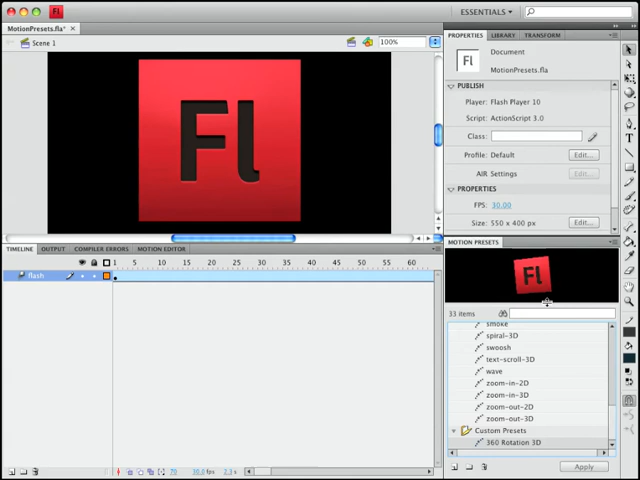 Fl
ESSENTIALS
MotionPresets.fla*
Scene 1
100%
Fl
PROPERTIES LIBRARY TRANSFORM
Fl
Document
MotionPresets.fla
PUBLISH
Player: Flash Player 10
Script: ActionScript 3.0
Class:
Profile: Default Edit...
AIR Settings Edit...
PROPERTIES
FPS: 30.00
Size: 550 x 400 px Edit...
TIMELINE OUTPUT COMPILER ERRORS MOTION EDITOR
1 5 10 15 20 25 30 35 40 45 50 55 60
flash
70 30.0 fps 2.3 s
MOTION PRESETS
Fl
33 items
smoke
spiral-3D
swoosh
text-scroll-3D
wave
zoom-in-2D
zoom-in-3D
zoom-out-2D
zoom-out-3D
Custom Presets
360 Rotation 3D
Apply